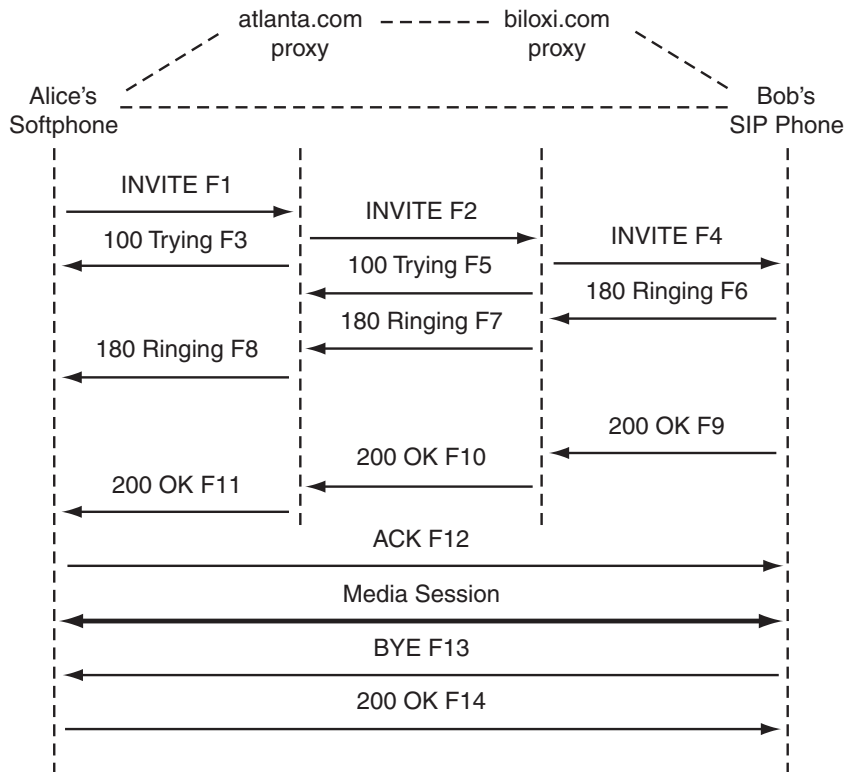 atlanta.com
proxy
biloxi.com
proxy
Alice's
Softphone
Bob's
SIP Phone
INVITE F1
INVITE F2
100 Trying F3
INVITE F4
100 Trying F5
180 Ringing F6
180 Ringing F7
180 Ringing F8
200 OK F9
200 OK F10
200 OK F11
ACK F12
Media Session
BYE F13
200 OK F14